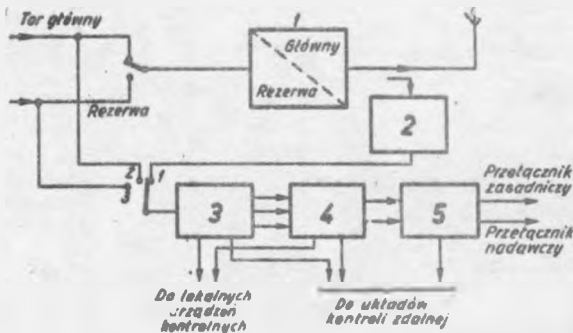 Tor główny
1
Główny
Rezerwa
Rezerwa
2
2
1
3
3
4
5
Przełącznik
zasadniczy
Przełącznik
nadawczy
Do lokalnych
urządzeń
kontrolnych
Do układów
kontroli zdalnej